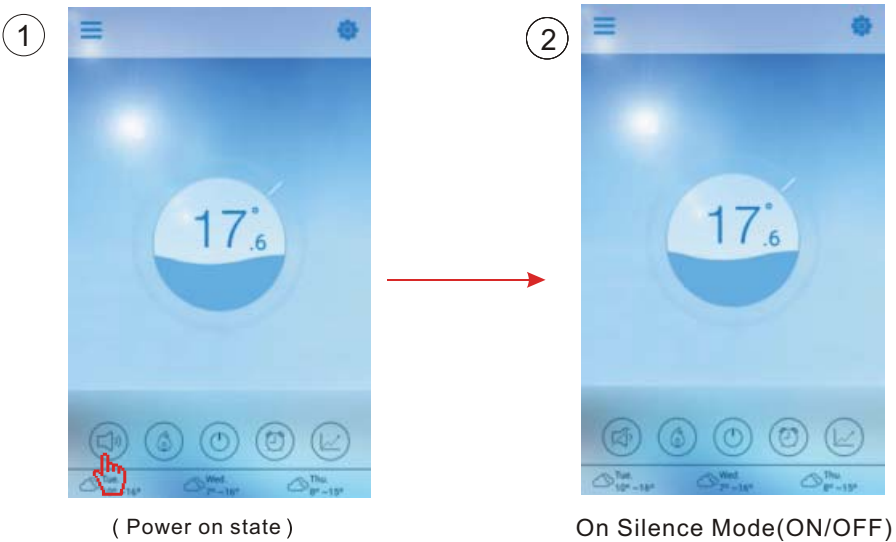 1
17°.6
Tue.
Wed.
7° ~16°
Thu.
8° ~15°
( Power on state )
2
17°.6
Tue.
10° ~16°
Wed.
7° ~16°
Thu.
8° ~15°
On Silence Mode(ON/OFF)